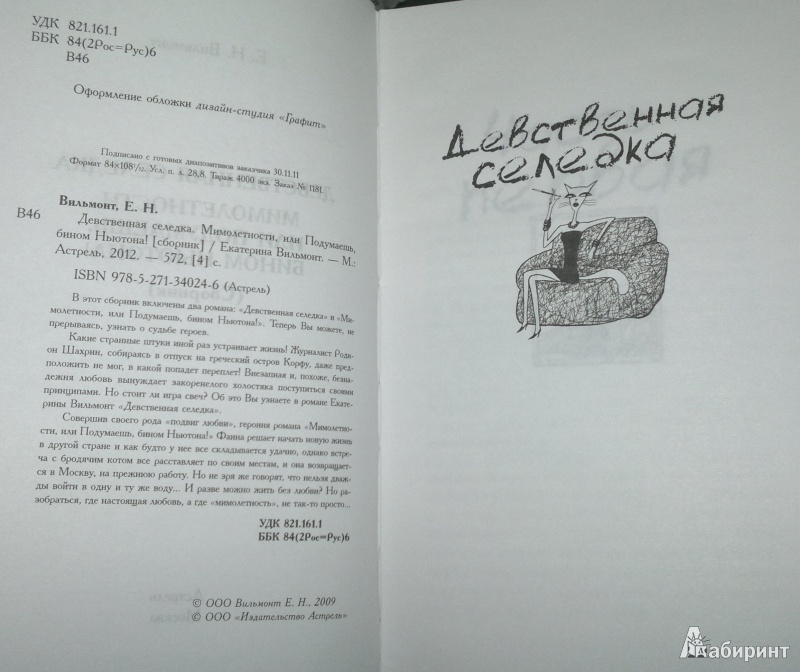 УДК 821.161.1
ББК 84(2Рос=Рус)6
В46
Оформление обложки дизайн-студия «Графит»
Подписано с готовых диапозитивов заказчика 30.11.11
Формат 84×108¹/₃₂. Усл. п. л. 28,8. Тираж 4000 экз. Заказ № 1181.
Вильмонт, Е. Н.
В46 Девственная селедка. Мимолетности, или Подумаешь,
бином Ньютона! [сборник] / Екатерина Вильмонт. — М.:
Астрель, 2012. — 572, [4] с.
ISBN 978-5-271-34024-6 (Астрель)
В этот сборник включены два романа: «Девственная селедка» и «Ми-
молетности, или Подумаешь, бином Ньютона!». Теперь Вы можете, не
прерываясь, узнать о судьбе героев.
Какие странные штуки иной раз устраивает жизнь! Журналист Роди-
он Шахрин, собираясь в отпуск на греческий остров Корфу, даже пред-
положить не мог, в какой попадет переплет! Внезапная и, похоже, безна-
дежня любовь вынуждает закоренелого холостяка поступиться своими
принципами. Но стоит ли игра свеч? Об это Вы узнаете в романе Екате-
рины Вильмонт «Девственная селедка».
Совершив своего рода «подвиг любви», героиня романа «Мимолетно-
сти, или Подумаешь, бином Ньютона!» Фаина решает начать новую жизнь
в другой стране и как будто у нее все складывается удачно, однако встре-
ча с бродячим котом все расставляет по своим местам, и она возвращает-
ся в Москву, на прежнюю работу. Но не зря же говорят, что нельзя дваж-
ды войти в одну и ту же воду... И разве можно жить без любви? Но ра-
зобраться, где настоящая любовь, а где «мимолетность», не так-то просто...
УДК 821.161.1
ББК 84(2Рос=Рус)6
© ООО Вильмонт Е. Н., 2009
© ООО «Издательство Астрель»
Девственная
селедка
Лабиринт